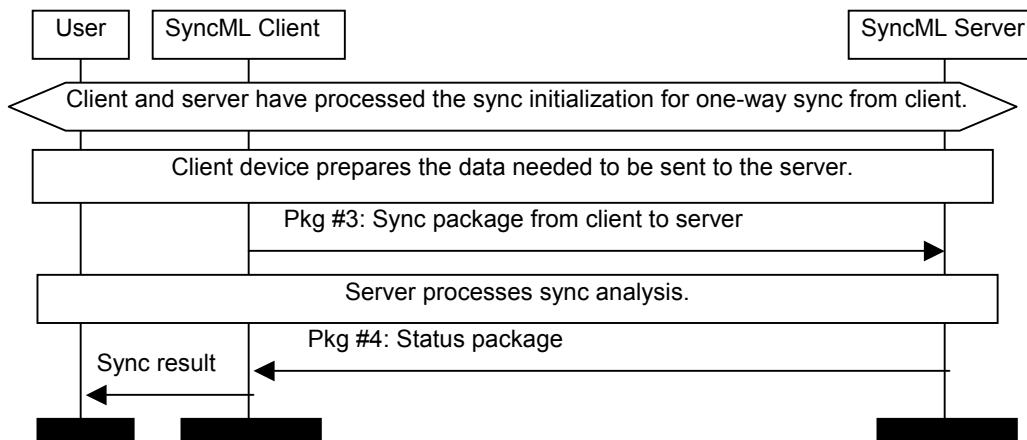 User
SyncML Client
SyncML Server
Client and server have processed the sync initialization for one-way sync from client.
Client device prepares the data needed to be sent to the server.
Pkg #3: Sync package from client to server
Server processes sync analysis.
Pkg #4: Status package
Sync result